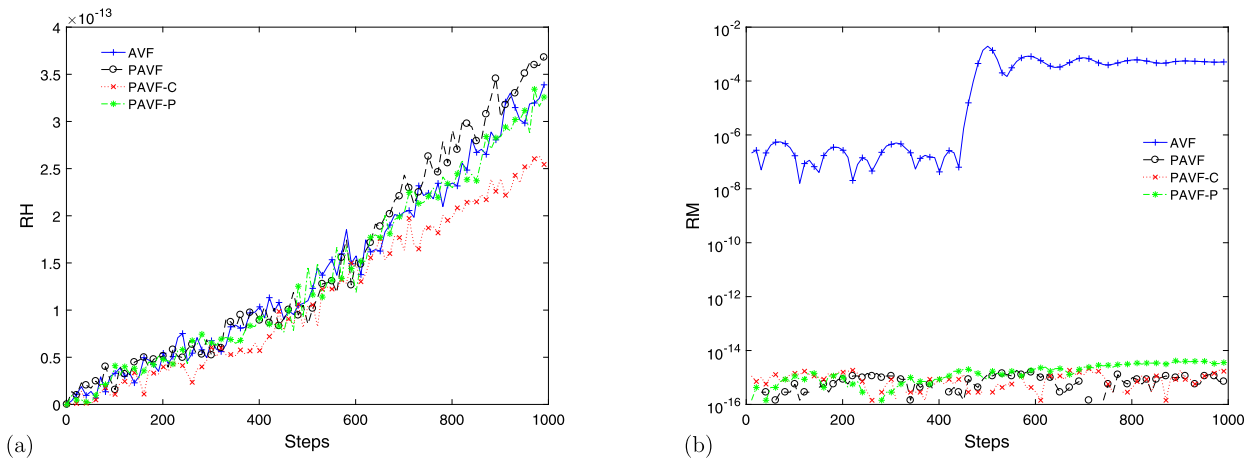 ×10⁻¹³
4
3.5
3
2.5
2
1.5
1
0.5
0
RH
0 200 400 600 800 1000
Steps
AVF
PAVF
PAVF-C
PAVF-P
(a)
10⁻²
10⁻⁴
10⁻⁶
10⁻⁸
10⁻¹⁰
10⁻¹²
10⁻¹⁴
10⁻¹⁶
RM
0 200 400 600 800 1000
Steps
AVF
PAVF
PAVF-C
PAVF-P
(b)